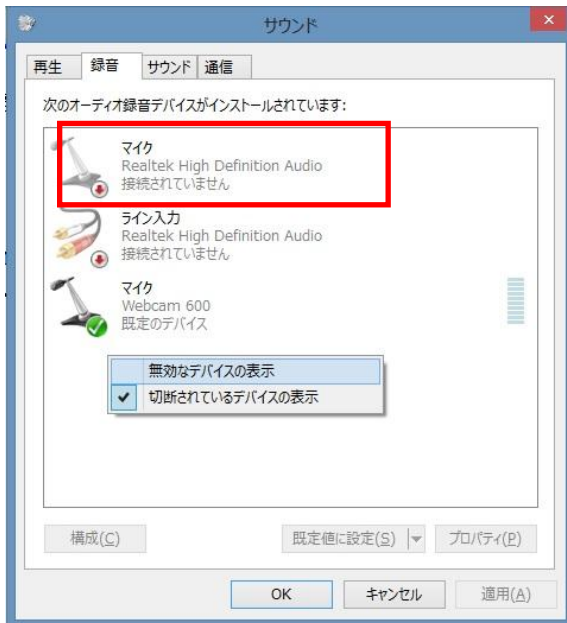 サウンド
再生 録音 サウンド 通信
次のオーディオ録音デバイスがインストールされています:
マイク
Realtek High Definition Audio
接続されていません
ライン入力
Realtek High Definition Audio
接続されていません
マイク
Webcam 600
既定のデバイス
無効なデバイスの表示
切断されているデバイスの表示
構成(C) 既定値に設定(S) プロパティ(P)
OK キャンセル 適用(A)